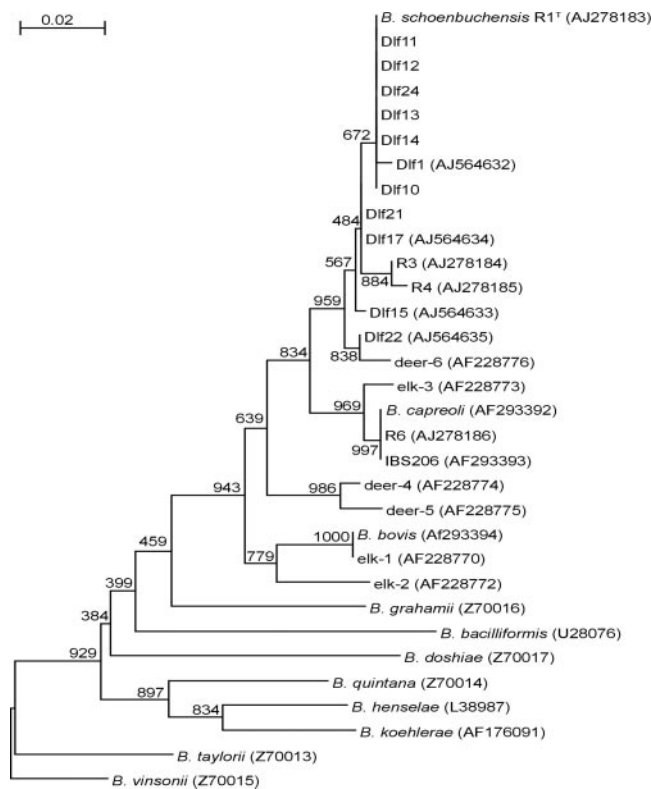 0.02
B. schoenbuchensis R1ᵀ (AJ278183)
Dlf11
Dlf12
Dlf24
Dlf13
Dlf14
672
Dlf1 (AJ564632)
Dlf10
Dlf21
484
Dlf17 (AJ564634)
567
R3 (AJ278184)
884
R4 (AJ278185)
959
Dlf15 (AJ564633)
Dlf22 (AJ564635)
834
838
deer-6 (AF228776)
elk-3 (AF228773)
969
B. capreoli (AF293392)
639
R6 (AJ278186)
997
IBS206 (AF293393)
943
986
deer-4 (AF228774)
deer-5 (AF228775)
1000
B. bovis (Af293394)
459
779
elk-1 (AF228770)
399
elk-2 (AF228772)
B. grahamii (Z70016)
384
B. bacilliformis (U28076)
929
B. doshiae (Z70017)
897
B. quintana (Z70014)
834
B. henselae (L38987)
B. koehlerae (AF176091)
B. taylorii (Z70013)
B. vinsonii (Z70015)